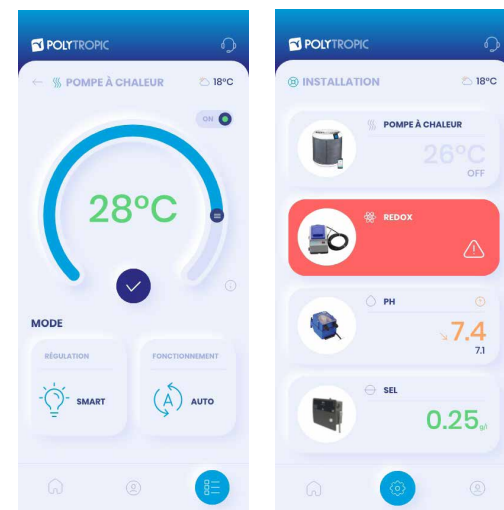 POLYTROPIC
POMPE À CHALEUR
18°C
ON
28°C
MODE
RÉGULATION
SMART
FONCTIONNEMENT
A
AUTO
POLYTROPIC
INSTALLATION
18°C
POMPE À CHALEUR
26°C
OFF
REDOX
PH
7.4
7.1
SEL
0.25